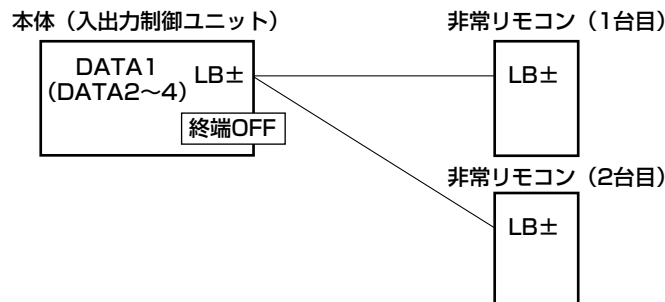 本体（入出力制御ユニット）
DATA1
（DATA2～4）
LB±
終端OFF
非常リモコン（1台目）
LB±
非常リモコン（2台目）
LB±